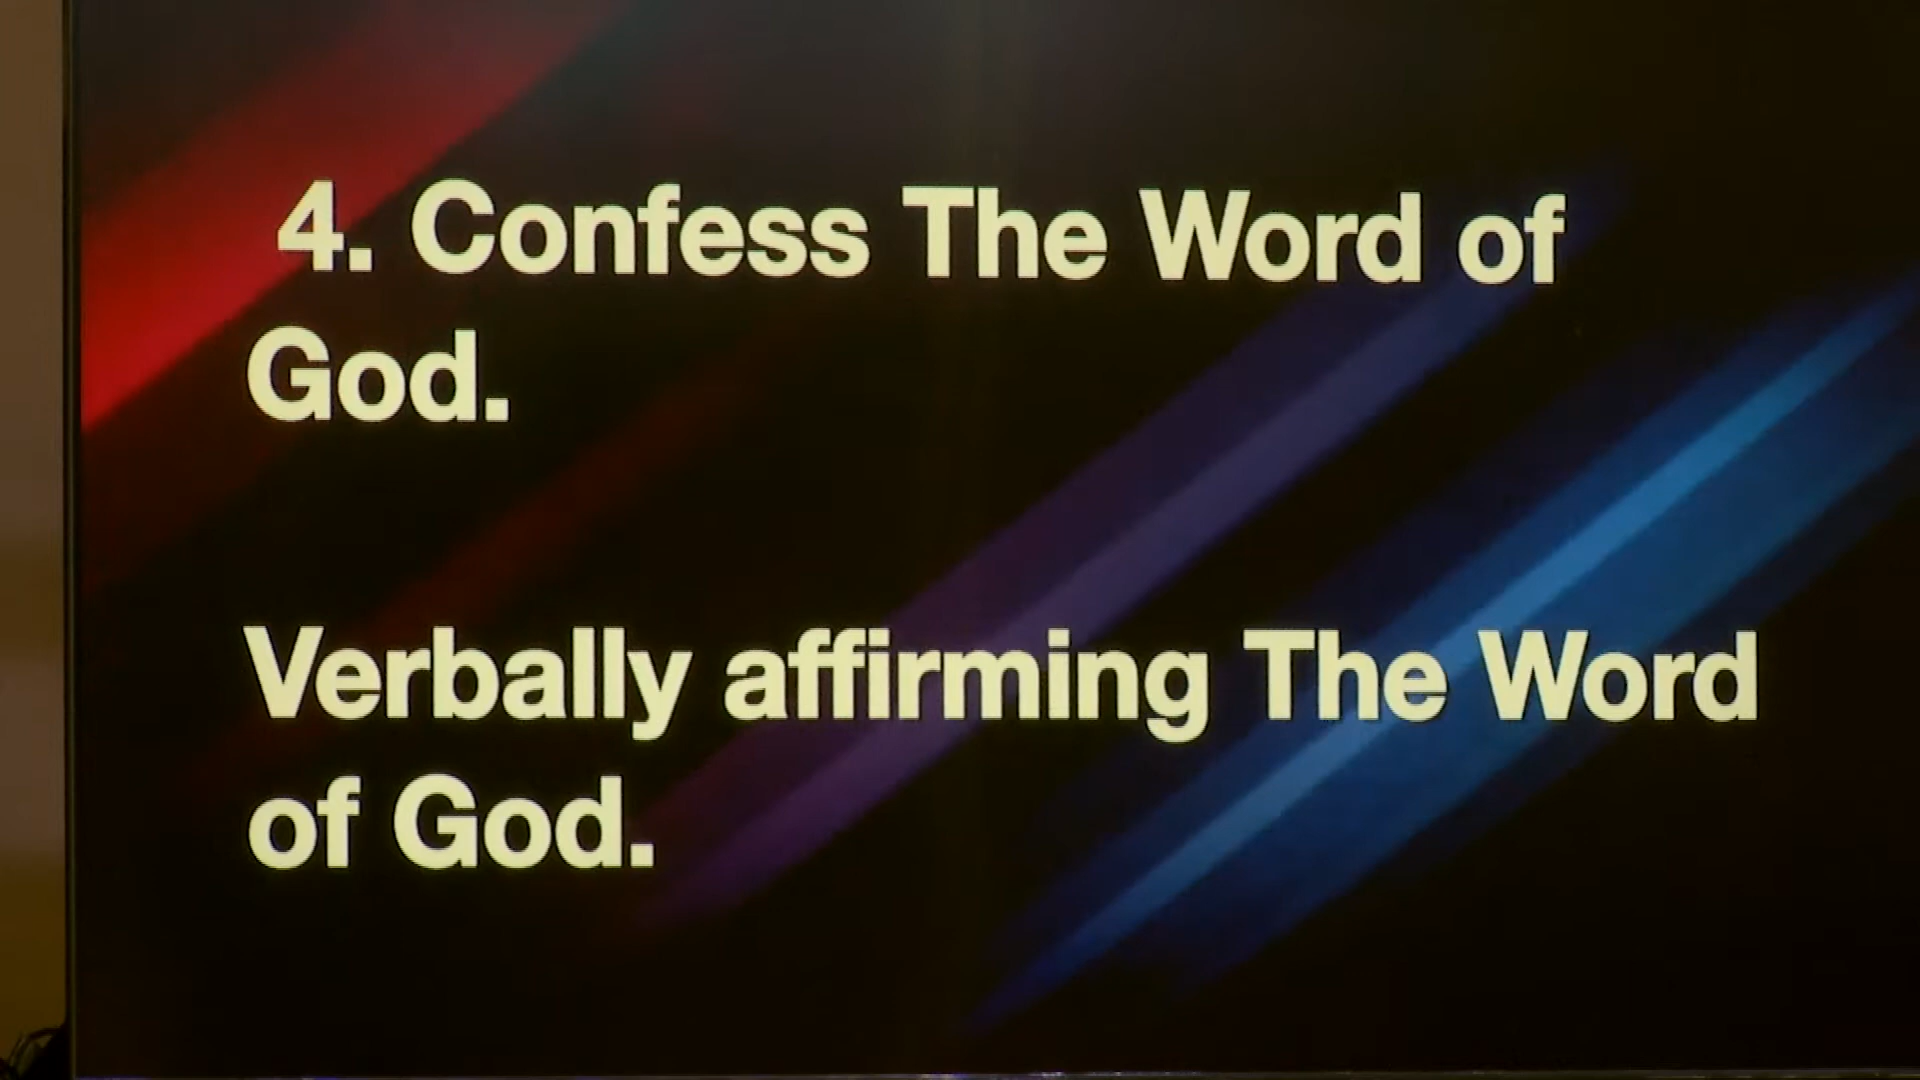 4. Confess The Word of
God.
Verbally affirming The Word
of God.